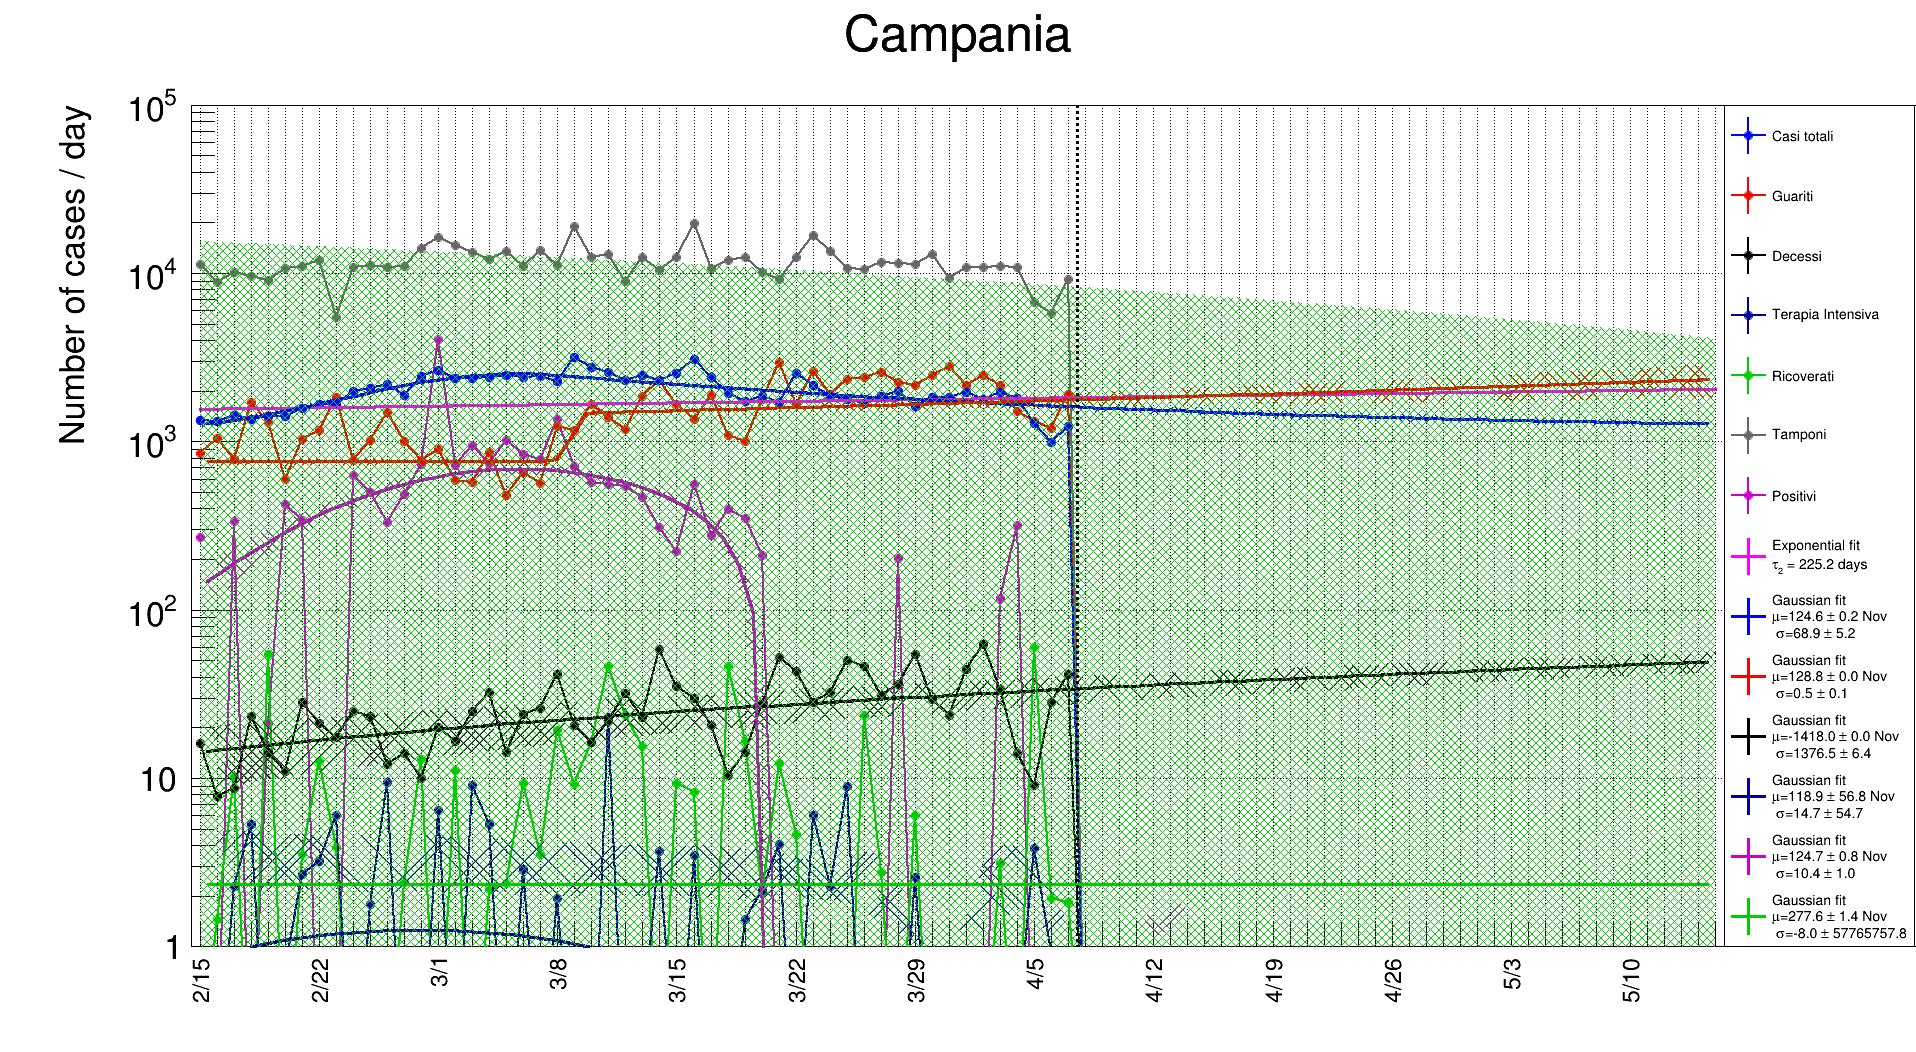 Campania
Number of cases / day
10^5
10^4
10^3
10^2
10
1
2/15
2/22
3/1
3/8
3/15
3/22
3/29
4/5
4/12
4/19
4/26
5/3
5/10
Casi totali
Guariti
Decessi
Terapia Intensiva
Ricoverati
Tamponi
Positivi
Exponential fit
τ₂ = 225.2 days
Gaussian fit
μ=124.6 ± 0.2 Nov
σ=68.9 ± 5.2
Gaussian fit
μ=128.8 ± 0.0 Nov
σ=0.5 ± 0.1
Gaussian fit
μ=-1418.0 ± 0.0 Nov
σ=1376.5 ± 6.4
Gaussian fit
μ=118.9 ± 56.8 Nov
σ=14.7 ± 54.7
Gaussian fit
μ=124.7 ± 0.8 Nov
σ=10.4 ± 1.0
Gaussian fit
μ=277.6 ± 1.4 Nov
σ=-8.0 ± 57765757.8